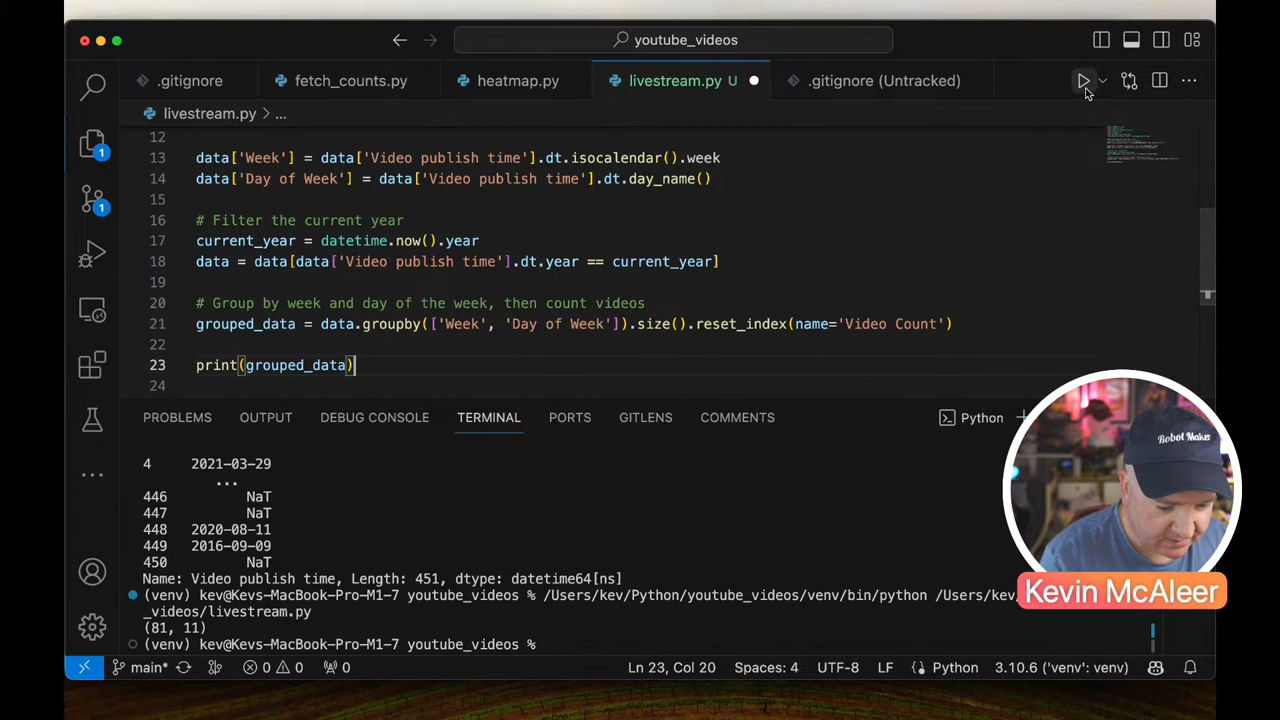 youtube_videos
.gitignore
fetch_counts.py
heatmap.py
livestream.py U
.gitignore (Untracked)
livestream.py > ...
12
13 data['Week'] = data['Video publish time'].dt.isocalendar().week
14 data['Day of Week'] = data['Video publish time'].dt.day_name()
15
16 # Filter the current year
17 current_year = datetime.now().year
18 data = data[data['Video publish time'].dt.year == current_year]
19
20 # Group by week and day of the week, then count videos
21 grouped_data = data.groupby(['Week', 'Day of Week']).size().reset_index(name='Video Count')
22
23 print(grouped_data)
24
1
1
PROBLEMS OUTPUT DEBUG CONSOLE TERMINAL PORTS GITLENS COMMENTS Python
4 2021-03-29
...
446 NaT
447 NaT
448 2020-08-11
449 2016-09-09
450 NaT
Name: Video publish time, Length: 451, dtype: datetime64[ns]
(venv) kev@Kevs-MacBook-Pro-M1-7 youtube_videos % /Users/kev/Python/youtube_videos/venv/bin/python /Users/kev
_videos/livestream.py
(81, 11)
(venv) kev@Kevs-MacBook-Pro-M1-7 youtube_videos %
Robot Maker
Kevin McAleer
main* 0 0 0 Ln 23, Col 20 Spaces: 4 UTF-8 LF Python 3.10.6 ('venv': venv)